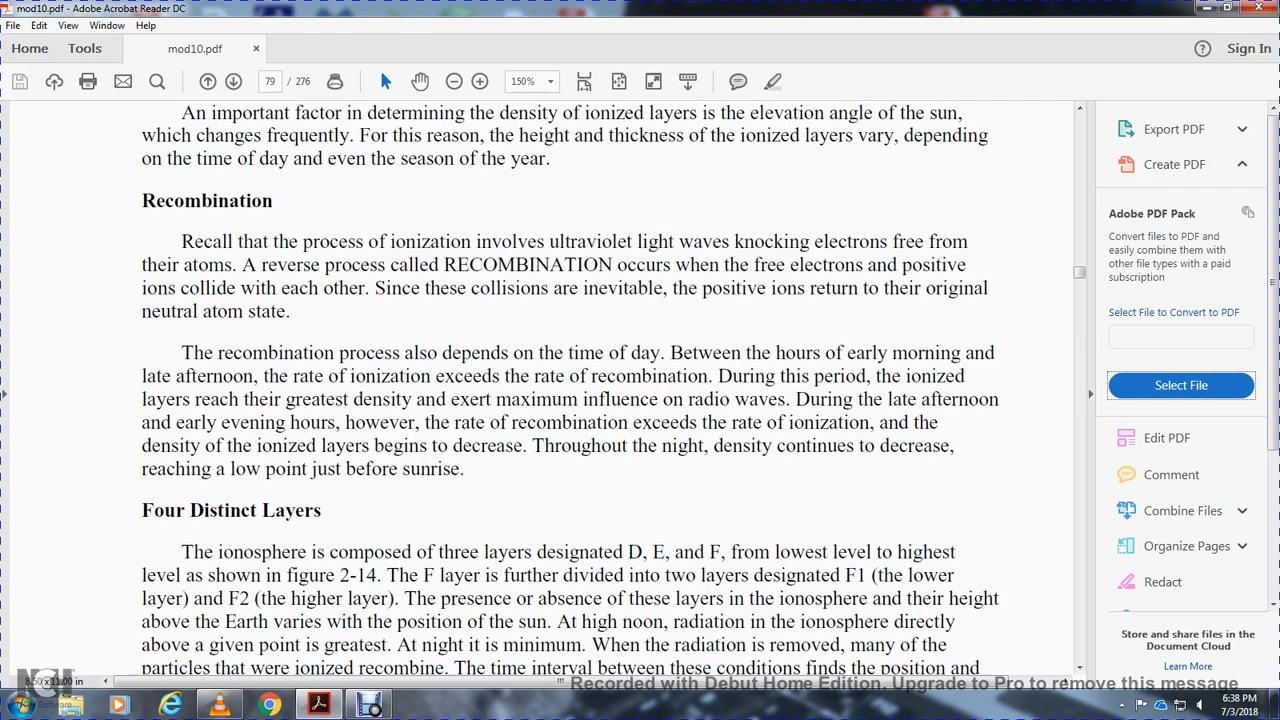 mod10.pdf - Adobe Acrobat Reader DC
File Edit View Window Help
Home Tools mod10.pdf × ? Sign In
79 / 276 150%
An important factor in determining the density of ionized layers is the elevation angle of the sun,
which changes frequently. For this reason, the height and thickness of the ionized layers vary, depending
on the time of day and even the season of the year.
Recombination
Recall that the process of ionization involves ultraviolet light waves knocking electrons free from
their atoms. A reverse process called RECOMBINATION occurs when the free electrons and positive
ions collide with each other. Since these collisions are inevitable, the positive ions return to their original
neutral atom state.
The recombination process also depends on the time of day. Between the hours of early morning and
late afternoon, the rate of ionization exceeds the rate of recombination. During this period, the ionized
layers reach their greatest density and exert maximum influence on radio waves. During the late afternoon
and early evening hours, however, the rate of recombination exceeds the rate of ionization, and the
density of the ionized layers begins to decrease. Throughout the night, density continues to decrease,
reaching a low point just before sunrise.
Four Distinct Layers
The ionosphere is composed of three layers designated D, E, and F, from lowest level to highest
level as shown in figure 2-14. The F layer is further divided into two layers designated F1 (the lower
layer) and F2 (the higher layer). The presence or absence of these layers in the ionosphere and their height
above the Earth varies with the position of the sun. At high noon, radiation in the ionosphere directly
above a given point is greatest. At night it is minimum. When the radiation is removed, many of the
particles that were ionized recombine. The time interval between these conditions finds the position and
Export PDF
Create PDF
Adobe PDF Pack
Convert files to PDF and
easily combine them with
other file types with a paid
subscription
Select File to Convert to PDF
Select File
Edit PDF
Comment
Combine Files
Organize Pages
Redact
Store and share files in the
Document Cloud
Learn More
8.50 x 11.00 in
NCH
Software
Recorded with Debut Home Edition. Upgrade to Pro to remove this message
6:38 PM
7/3/2018